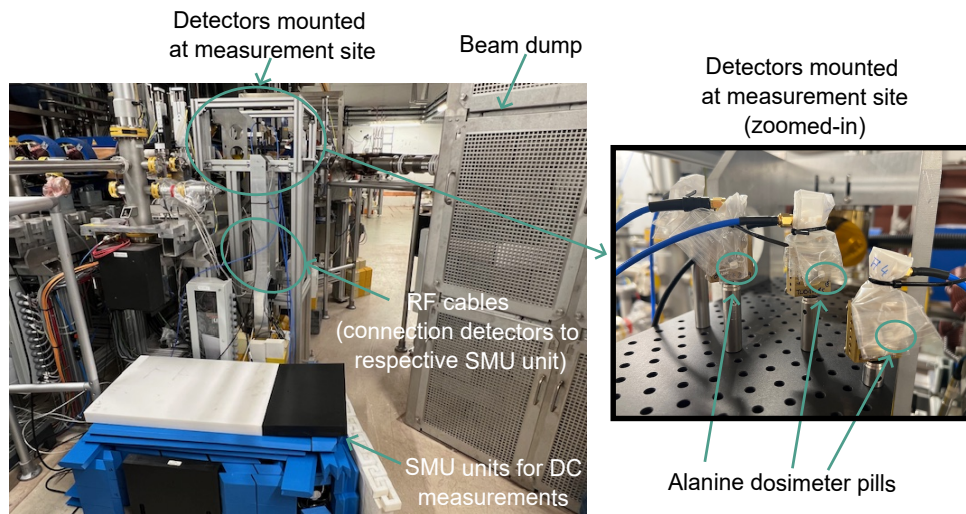 Detectors mounted
at measurement site
Beam dump
Detectors mounted
at measurement site
(zoomed-in)
RF cables
(connection detectors to
respective SMU unit)
SMU units for DC
measurements
Alanine dosimeter pills